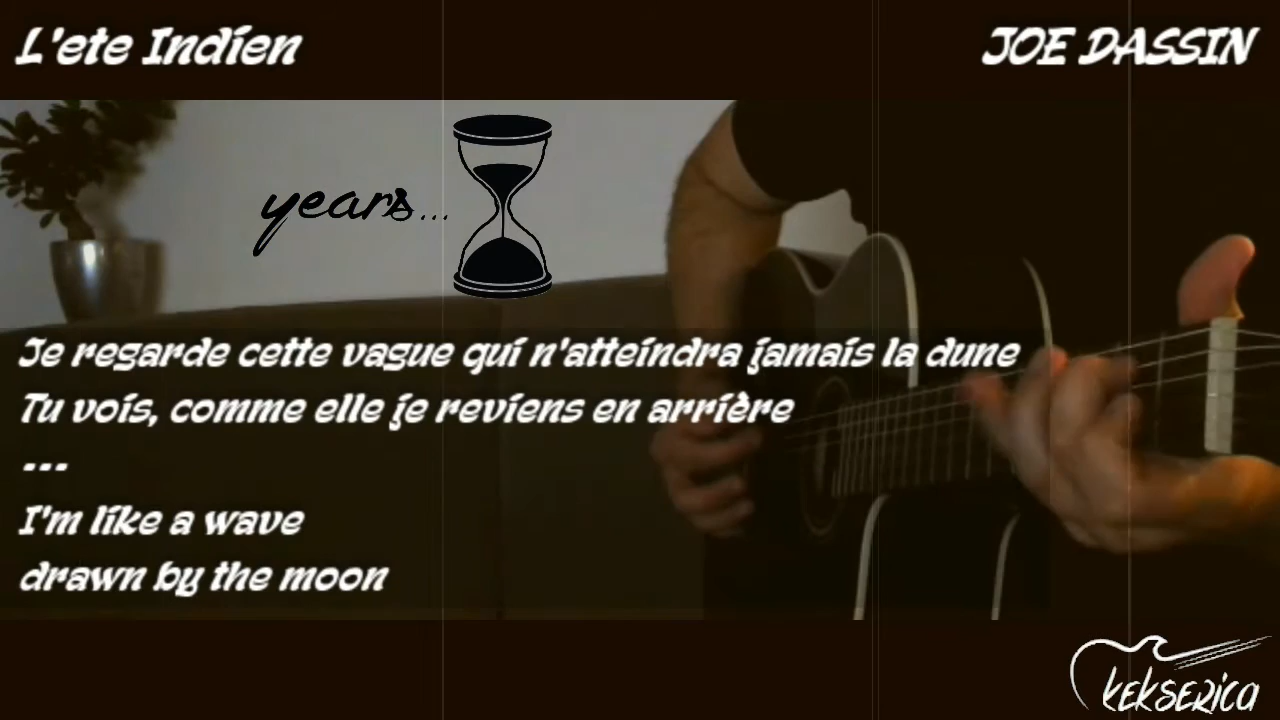 L'ete Indien
JOE DASSIN
years...
Je regarde cette vague qui n'atteindra jamais la dune
Tu vois, comme elle je reviens en arrière
...
I'm like a wave
drawn by the moon
KEKSERICA